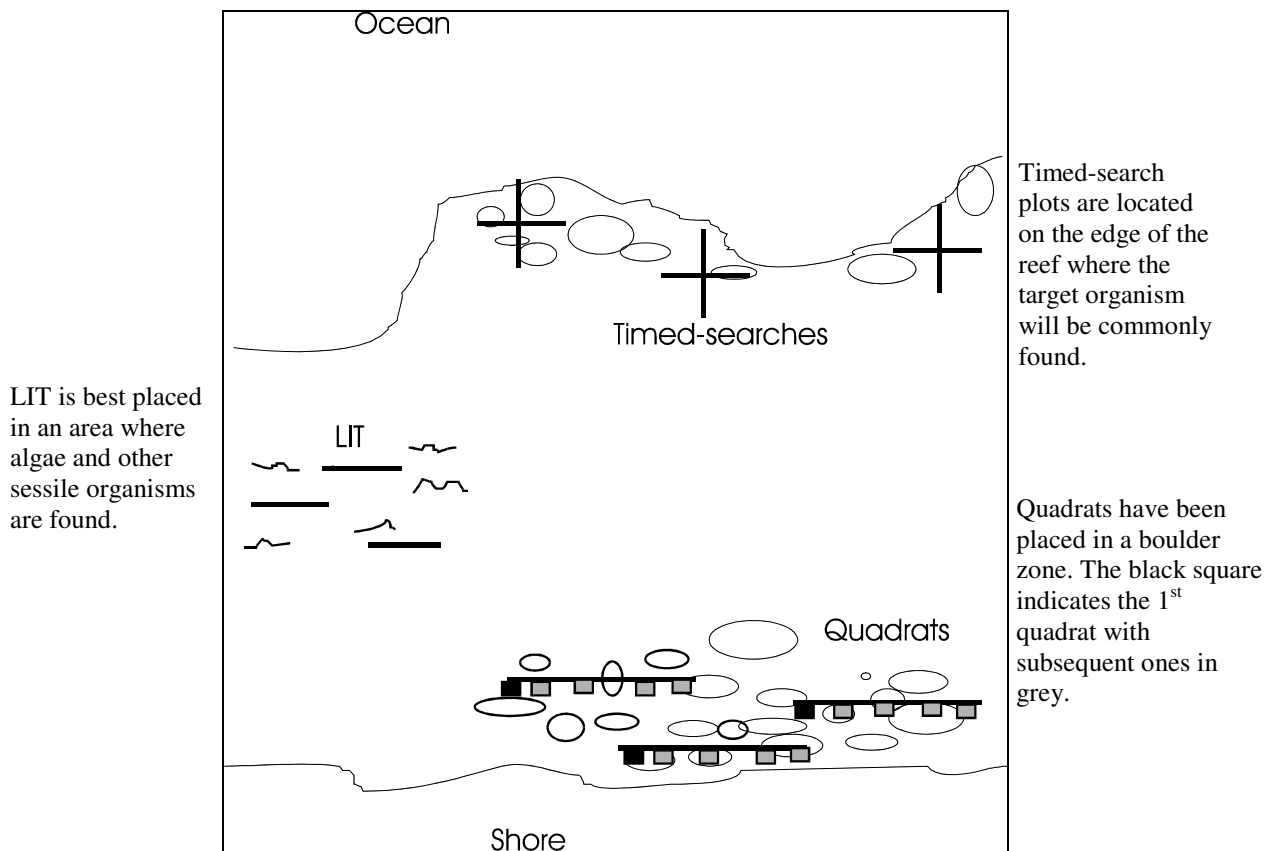 Ocean
Timed-search
plots are located
on the edge of the
reef where the
target organism
will be commonly
found.
Timed-searches
LIT is best placed
in an area where
algae and other
sessile organisms
are found.
LIT
Quadrats have been
placed in a boulder
zone. The black square
indicates the 1st
quadrat with
subsequent ones in
grey.
Quadrats
Shore